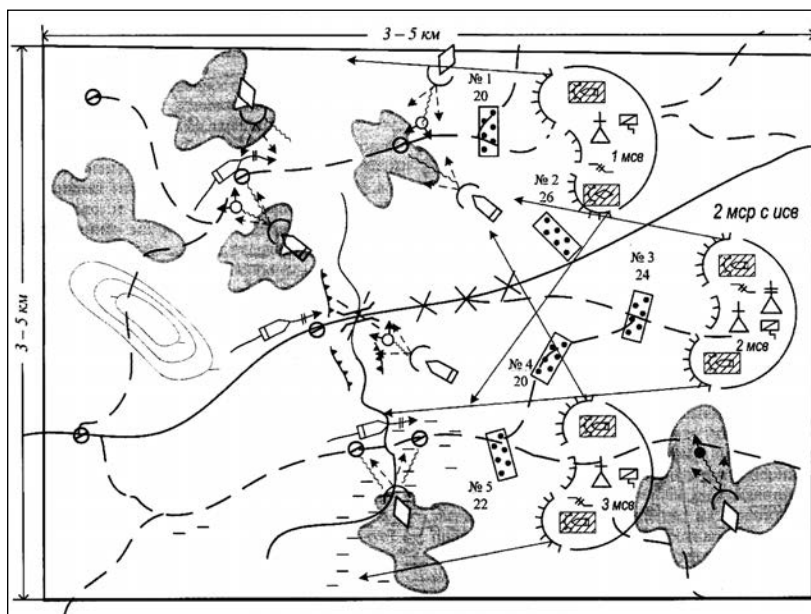 3 – 5 км
3 – 5 км
№ 1
20
1 мсв
№ 2
26
2 мср с исв
№ 3
24
2 мсв
№ 4
20
№ 5
22
3 мсв